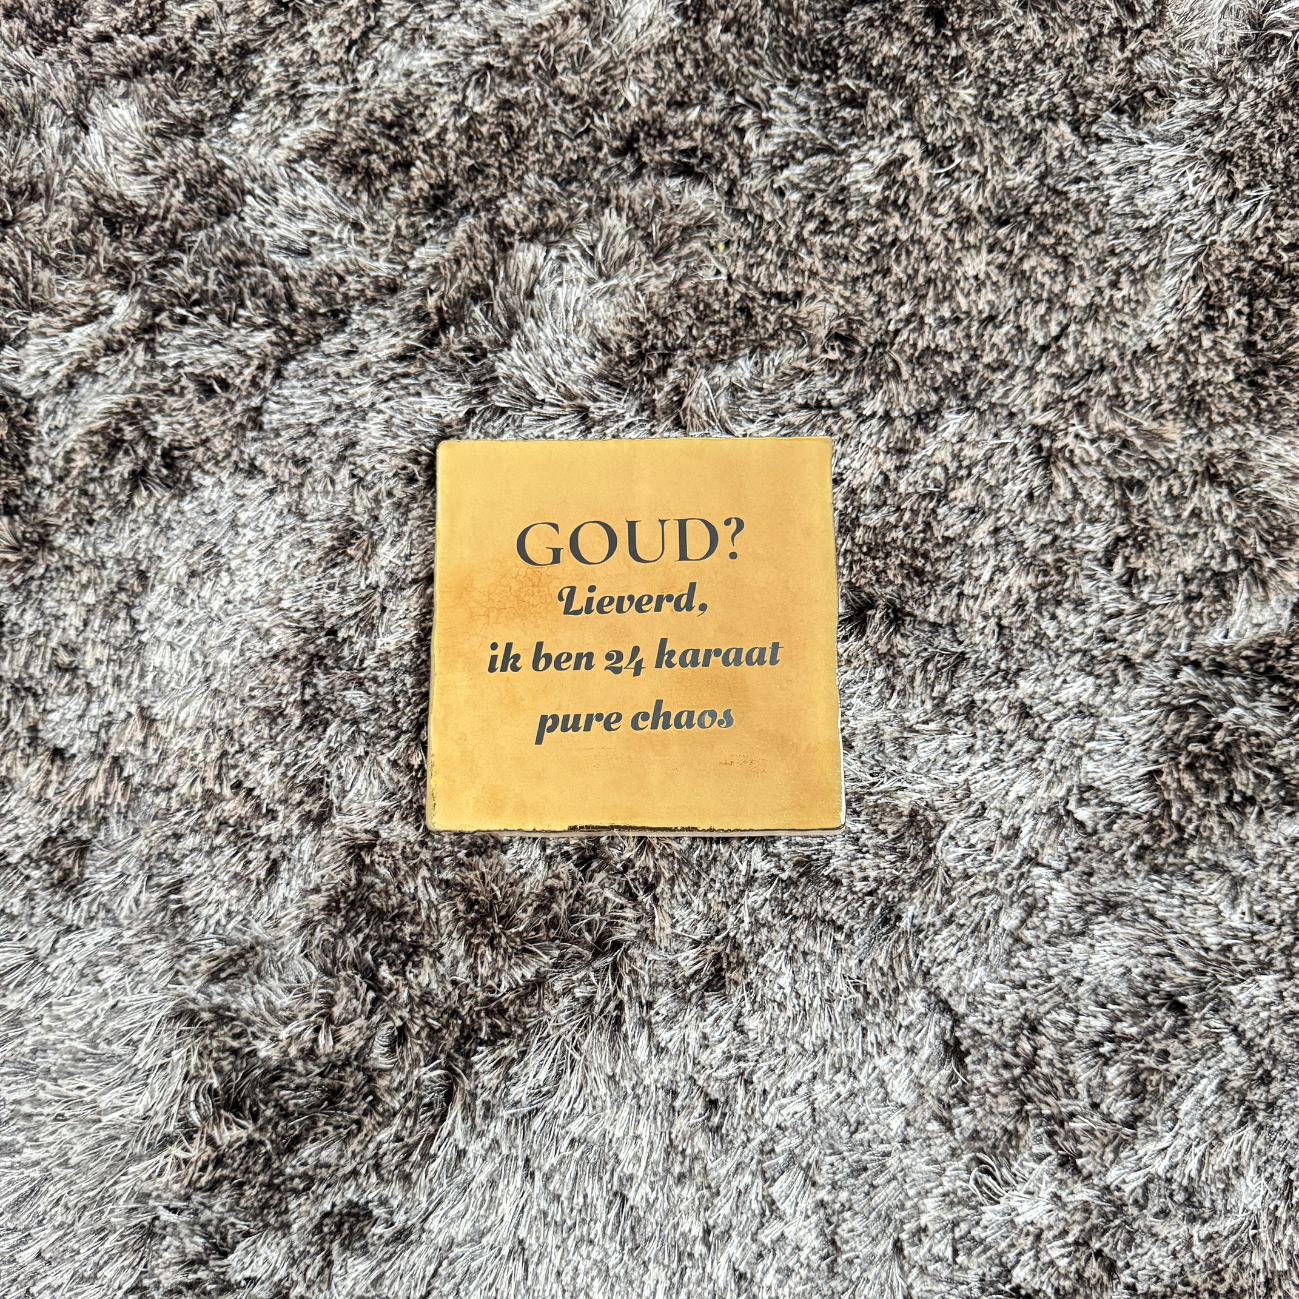 GOUD?
Lieverd,
ik ben 24 karaat
pure chaos